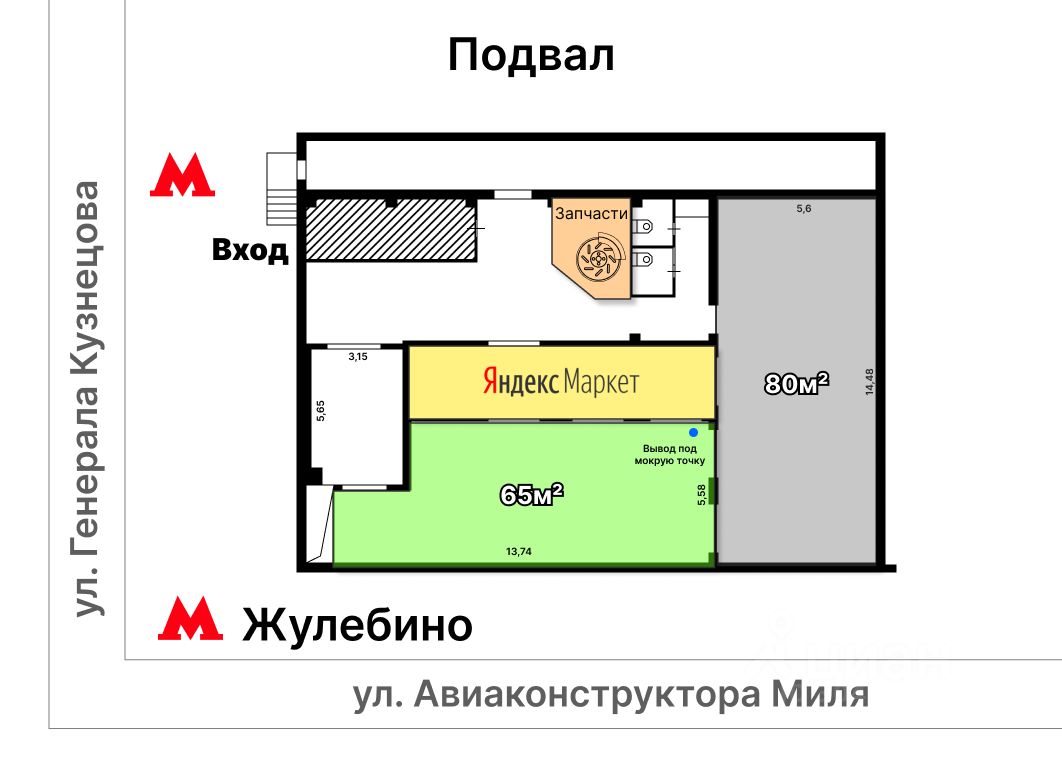 Подвал
ул. Генерала Кузнецова
Вход
Запчасти
5,6
3,15
5,65
Яндекс Маркет
80м²
14,48
Вывод под
мокрую точку
65м²
5,58
13,74
Жулебино
циан
ул. Авиаконструктора Миля